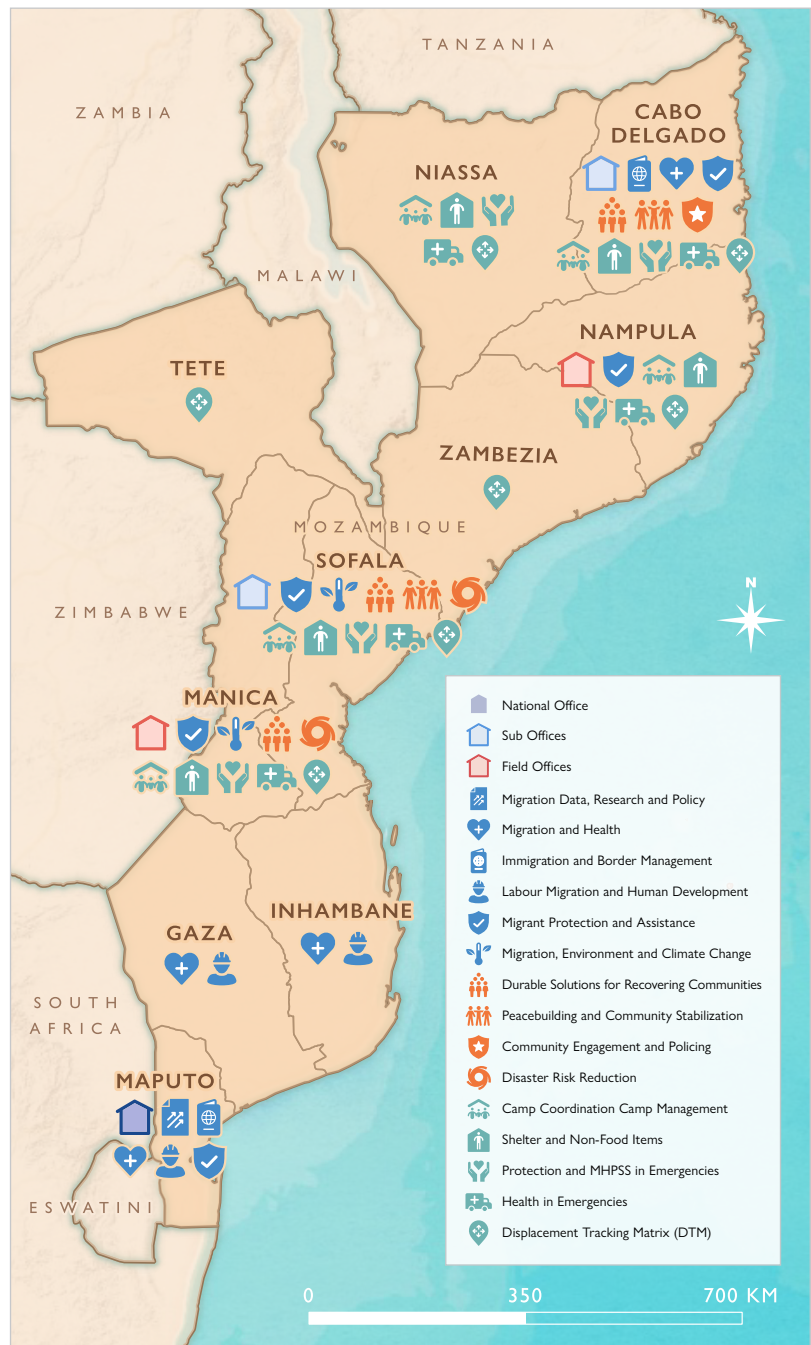 TANZANIA
ZAMBIA
CABO
DELGADO
NIASSA
MALAWI
NAMPULA
TETE
ZAMBEZIA
MOZAMBIQUE
SOFALA
ZIMBABWE
N
MANICA
INHAMBANE
GAZA
SOUTH
AFRICA
MAPUTO
ESWATINI
National Office
Sub Offices
Field Offices
Migration Data, Research and Policy
Migration and Health
Immigration and Border Management
Labour Migration and Human Development
Migrant Protection and Assistance
Migration, Environment and Climate Change
Durable Solutions for Recovering Communities
Peacebuilding and Community Stabilization
Community Engagement and Policing
Disaster Risk Reduction
Camp Coordination Camp Management
Shelter and Non-Food Items
Protection and MHPSS in Emergencies
Health in Emergencies
Displacement Tracking Matrix (DTM)
0 350 700 KM